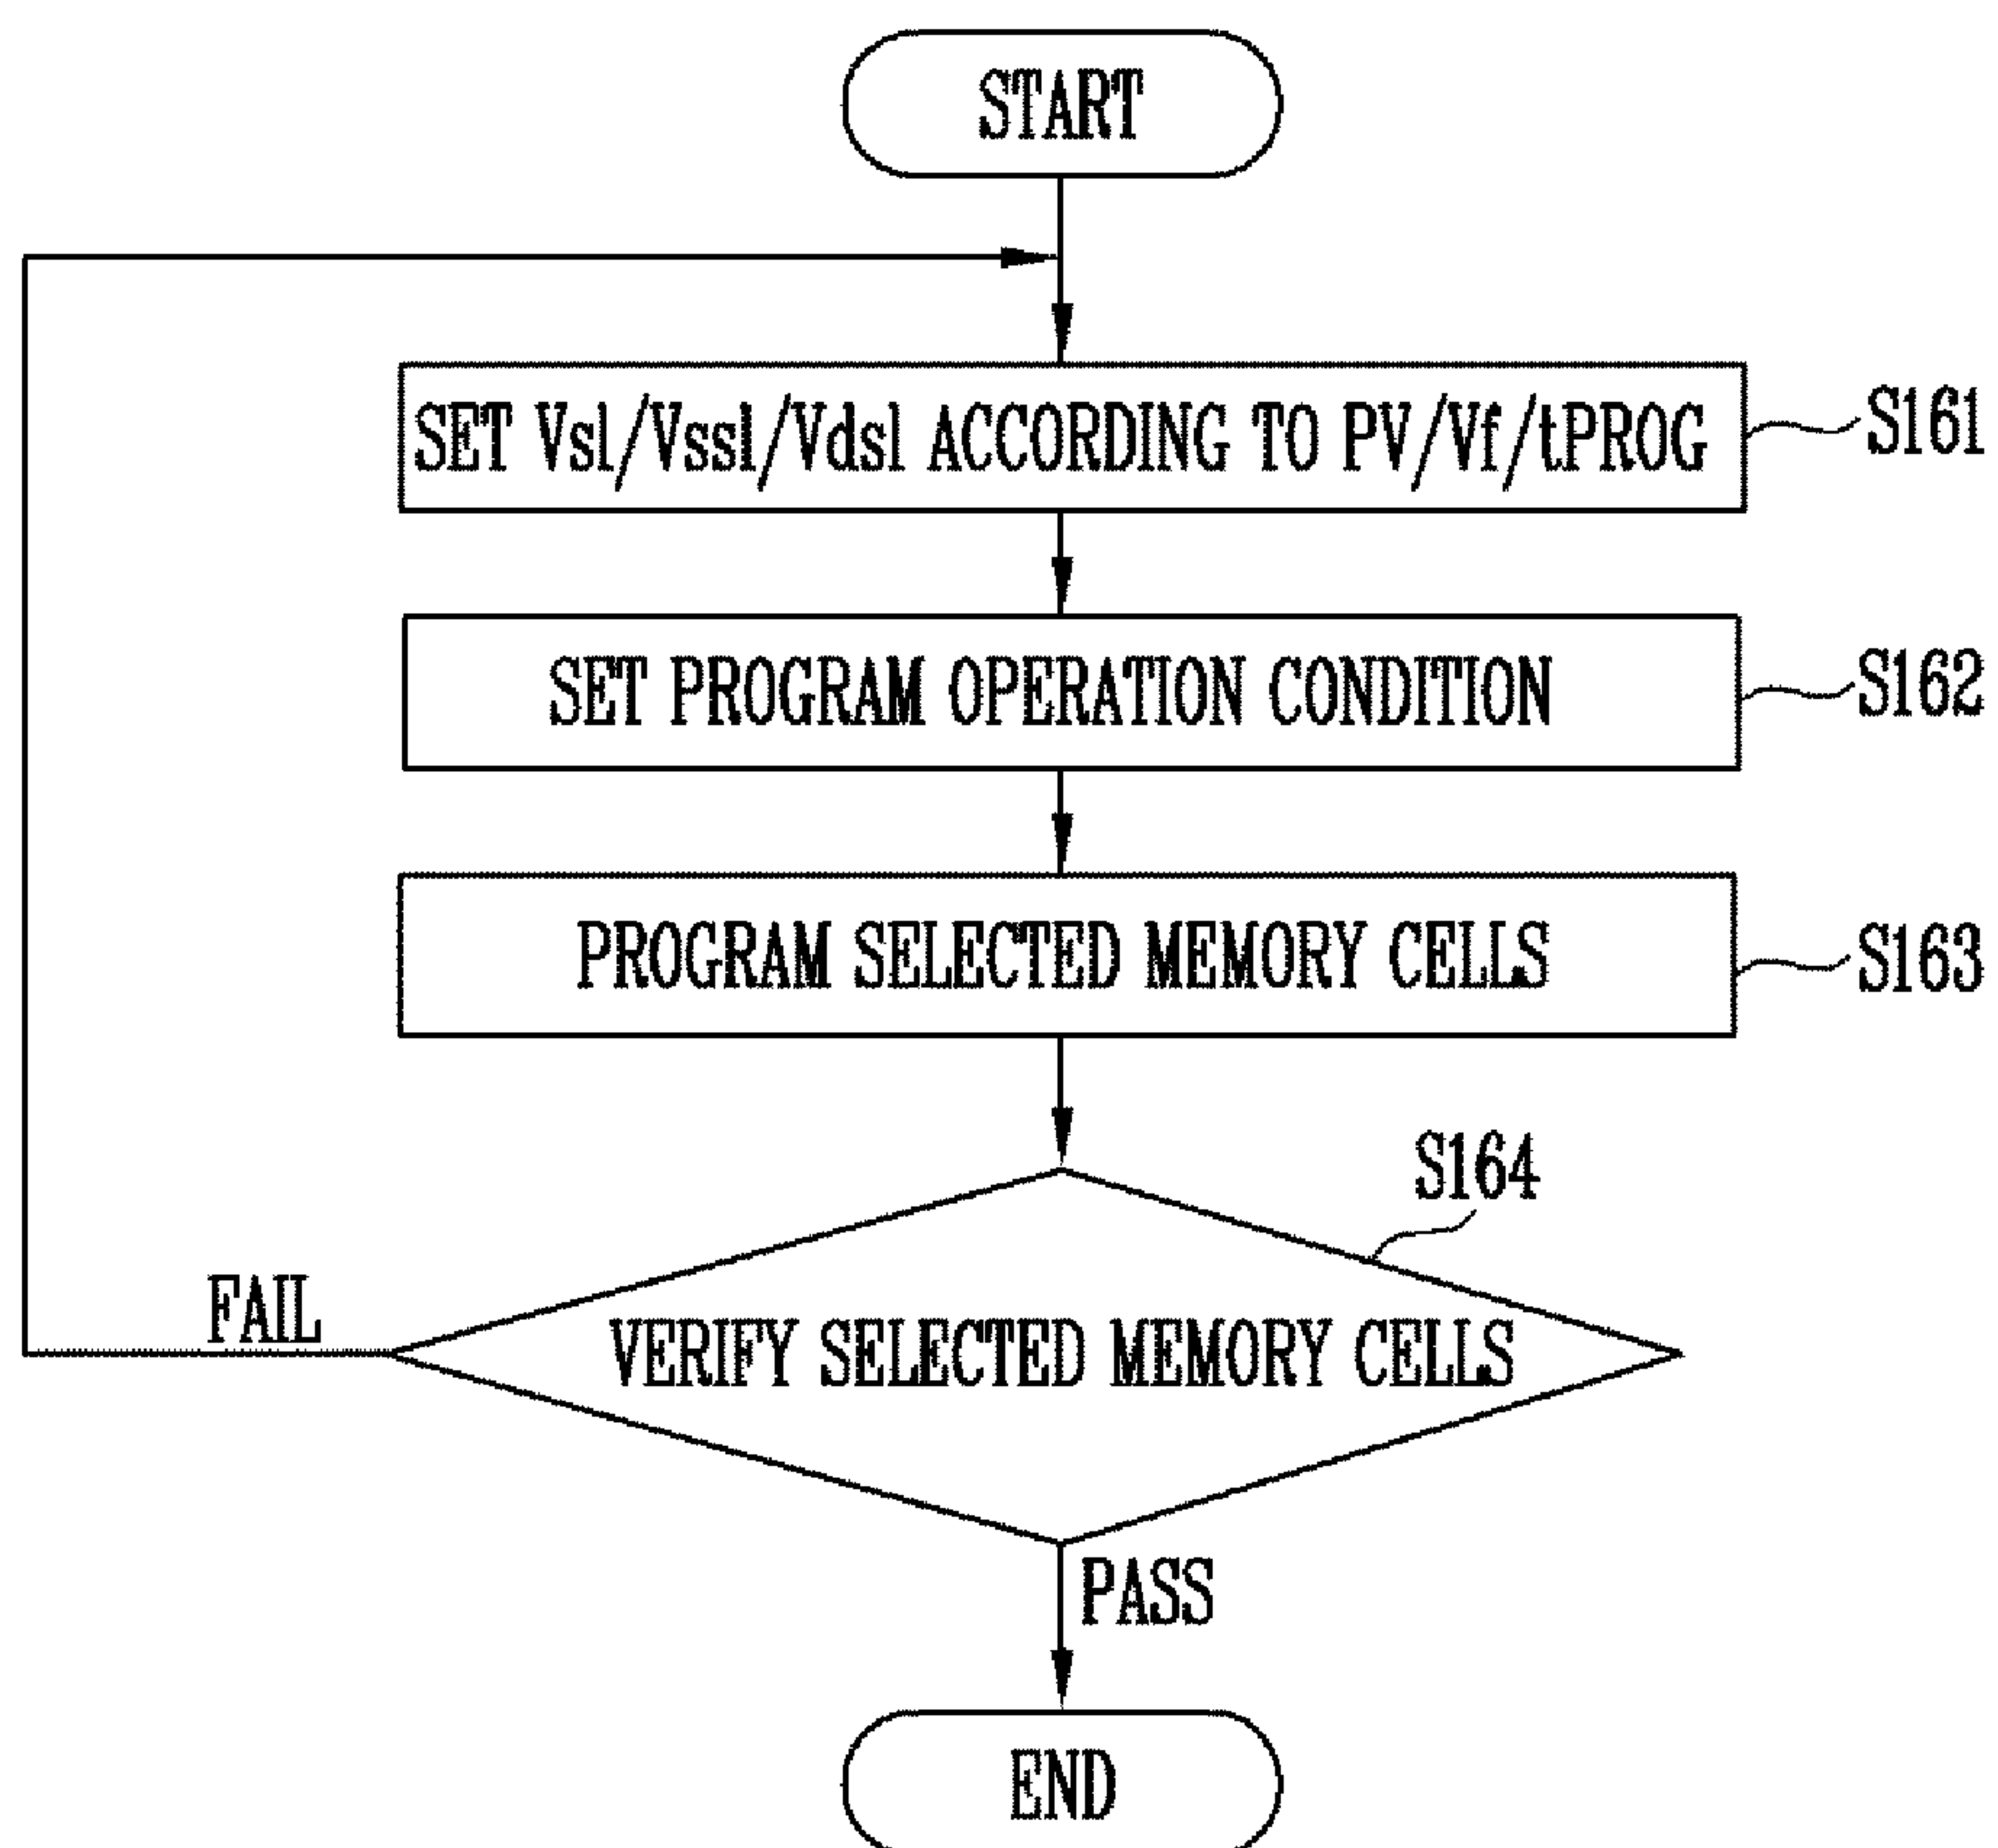 START
SET Vsl/Vssl/Vdsl ACCORDING TO PV/Vf/tPROG
S161
SET PROGRAM OPERATION CONDITION
S162
PROGRAM SELECTED MEMORY CELLS
S163
S164
FAIL
VERIFY SELECTED MEMORY CELLS
PASS
END